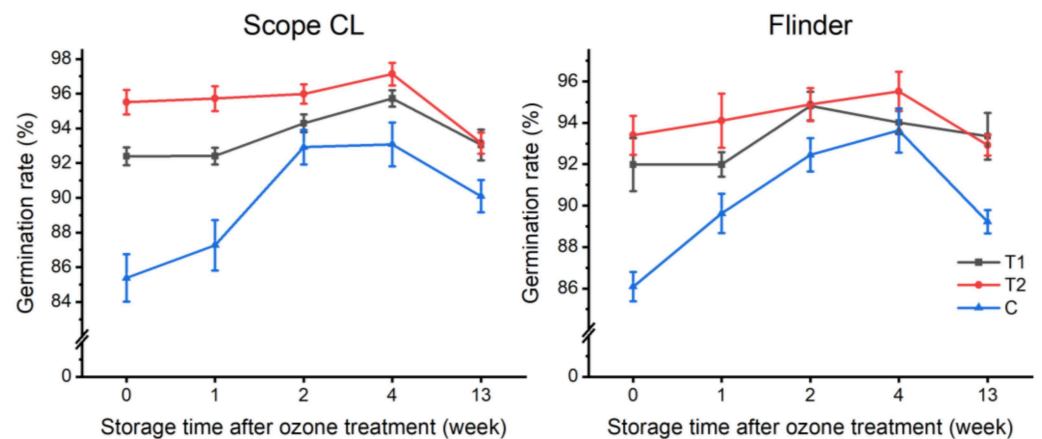 Scope CL
Flinder
Germination rate (%)
98
96
94
92
90
88
86
84
0
0 1 2 4 13
Storage time after ozone treatment (week)
Germination rate (%)
96
94
92
90
88
86
0
0 1 2 4 13
Storage time after ozone treatment (week)
T1
T2
C